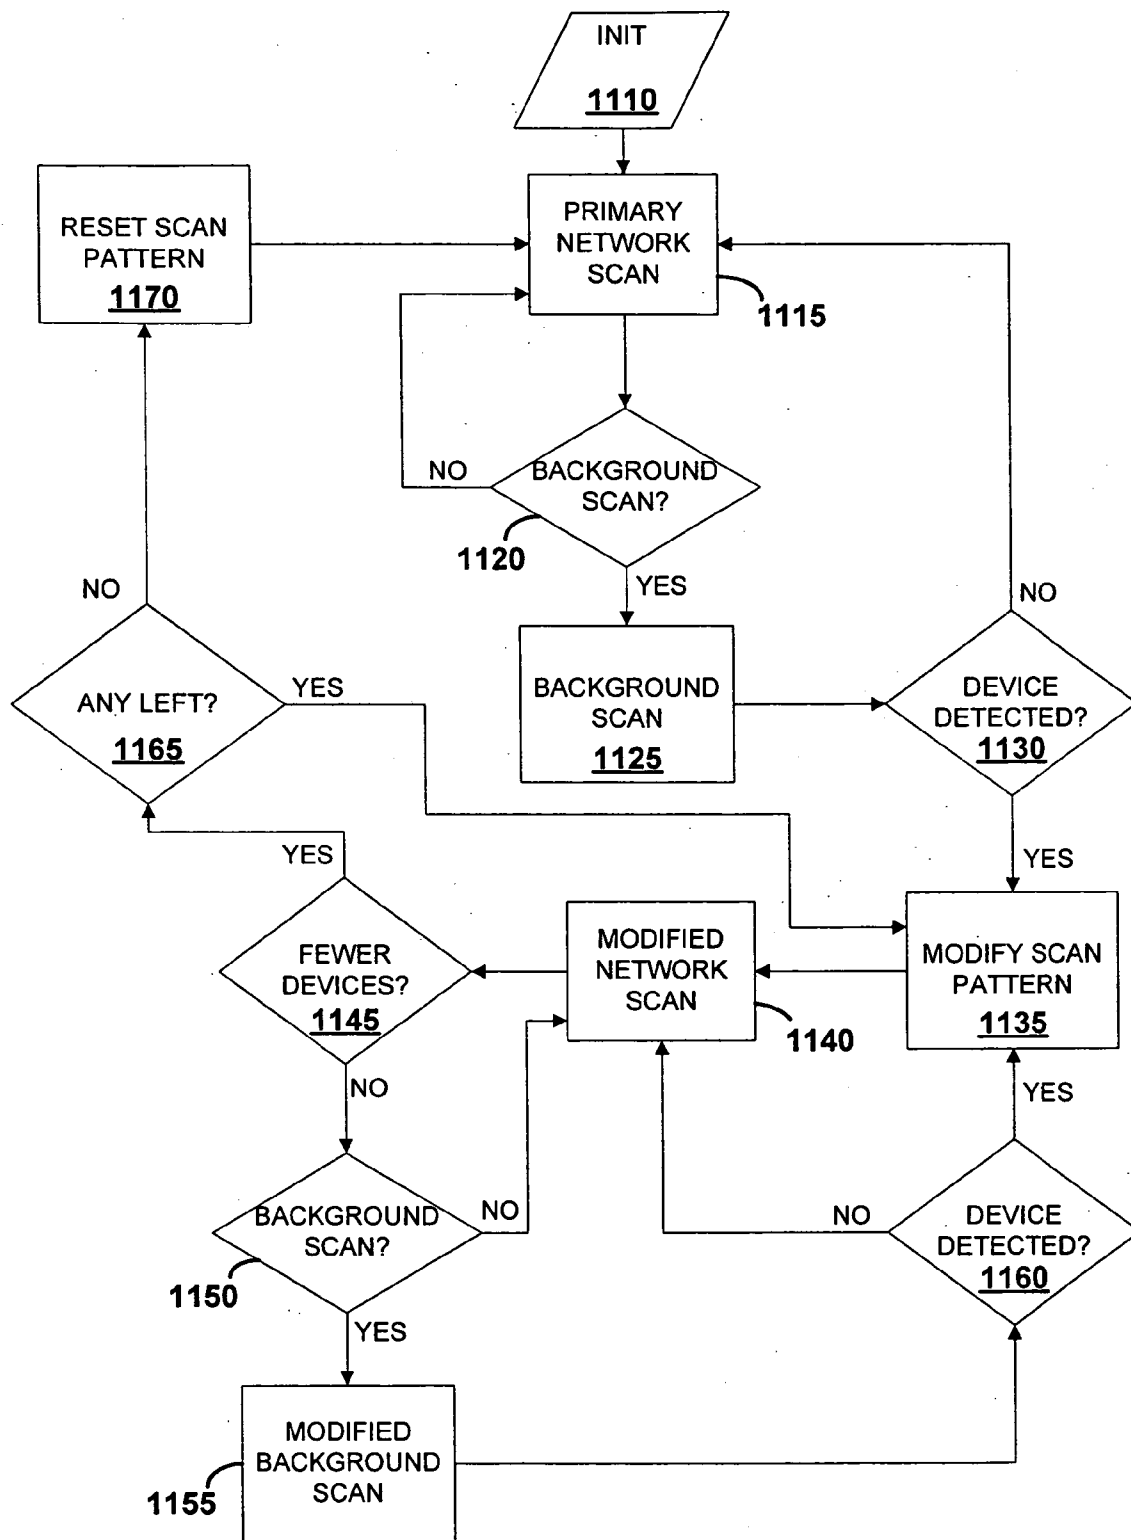 INIT
1110
RESET SCAN
PATTERN
1170
PRIMARY
NETWORK
SCAN
1115
NO
BACKGROUND
SCAN?
1120
YES
NO
NO
ANY LEFT?
1165
YES
BACKGROUND
SCAN
1125
DEVICE
DETECTED?
1130
YES
YES
FEWER
DEVICES?
1145
MODIFIED
NETWORK
SCAN
1140
MODIFY SCAN
PATTERN
1135
NO
YES
BACKGROUND
SCAN?
1150
NO
NO
DEVICE
DETECTED?
1160
YES
MODIFIED
BACKGROUND
SCAN
1155